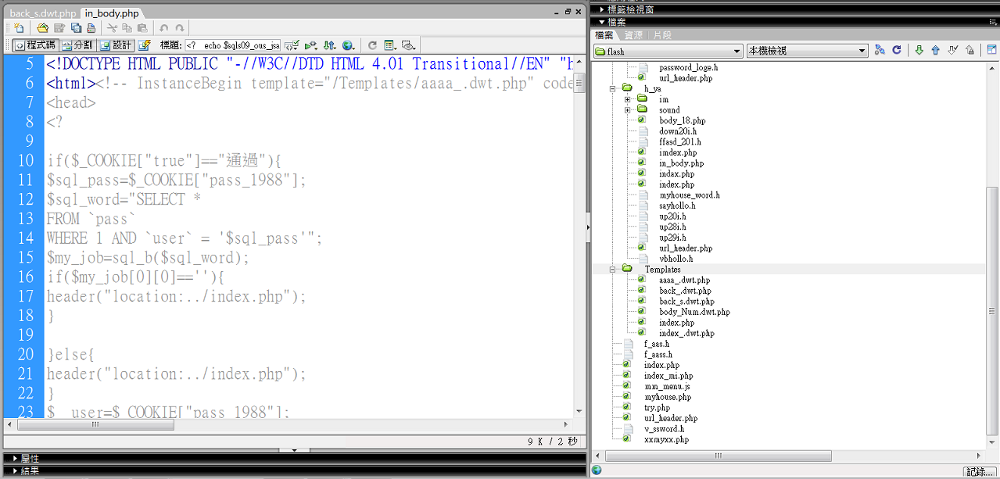 back_s.dwt.php in_body.php
程式碼 分割 設計 標題: <? echo $sqls09_ous_jsa
5 <!DOCTYPE HTML PUBLIC "-//W3C//DTD HTML 4.01 Transitional//EN" "h
6 <html><!-- InstanceBegin template="/Templates/aaaa_.dwt.php" code
7 <head>
8 <?
9
10 if($_COOKIE["true"]=="通過"){
11 $sql_pass=$_COOKIE["pass_1988"];
12 $sql_word="SELECT *
13 FROM `pass`
14 WHERE 1 AND `user` = '$sql_pass'";
15 $my_job=sql_b($sql_word);
16 if($my_job[0][0]==''){
17 header("location:../index.php");
18 }
19
20 }else{
21 header("location:../index.php");
22 }
23 $__user=$_COOKIE["pass_1988"];
9 K / 2 秒
屬性
結果
標籤檢視窗
檔案
檔案 資源 片段
flash 本機檢視
password_loge.h
url_header.php
h_ya
im
sound
body_18.php
down20i.h
ffasd_201.h
imdex.php
in_body.php
indax.php
index.php
myhouse_word.h
sayhollo.h
up20i.h
up28i.h
up29i.h
url_header.php
vbhollo.h
Templates
aaaa_.dwt.php
back_.dwt.php
back_s.dwt.php
body_Num.dwt.php
index.php
index_.dwt.php
f_aas.h
f_aass.h
index.php
index_mi.php
mm_menu.js
myhouse.php
try.php
url_header.php
v_ssword.h
xxmyxx.php
記錄...